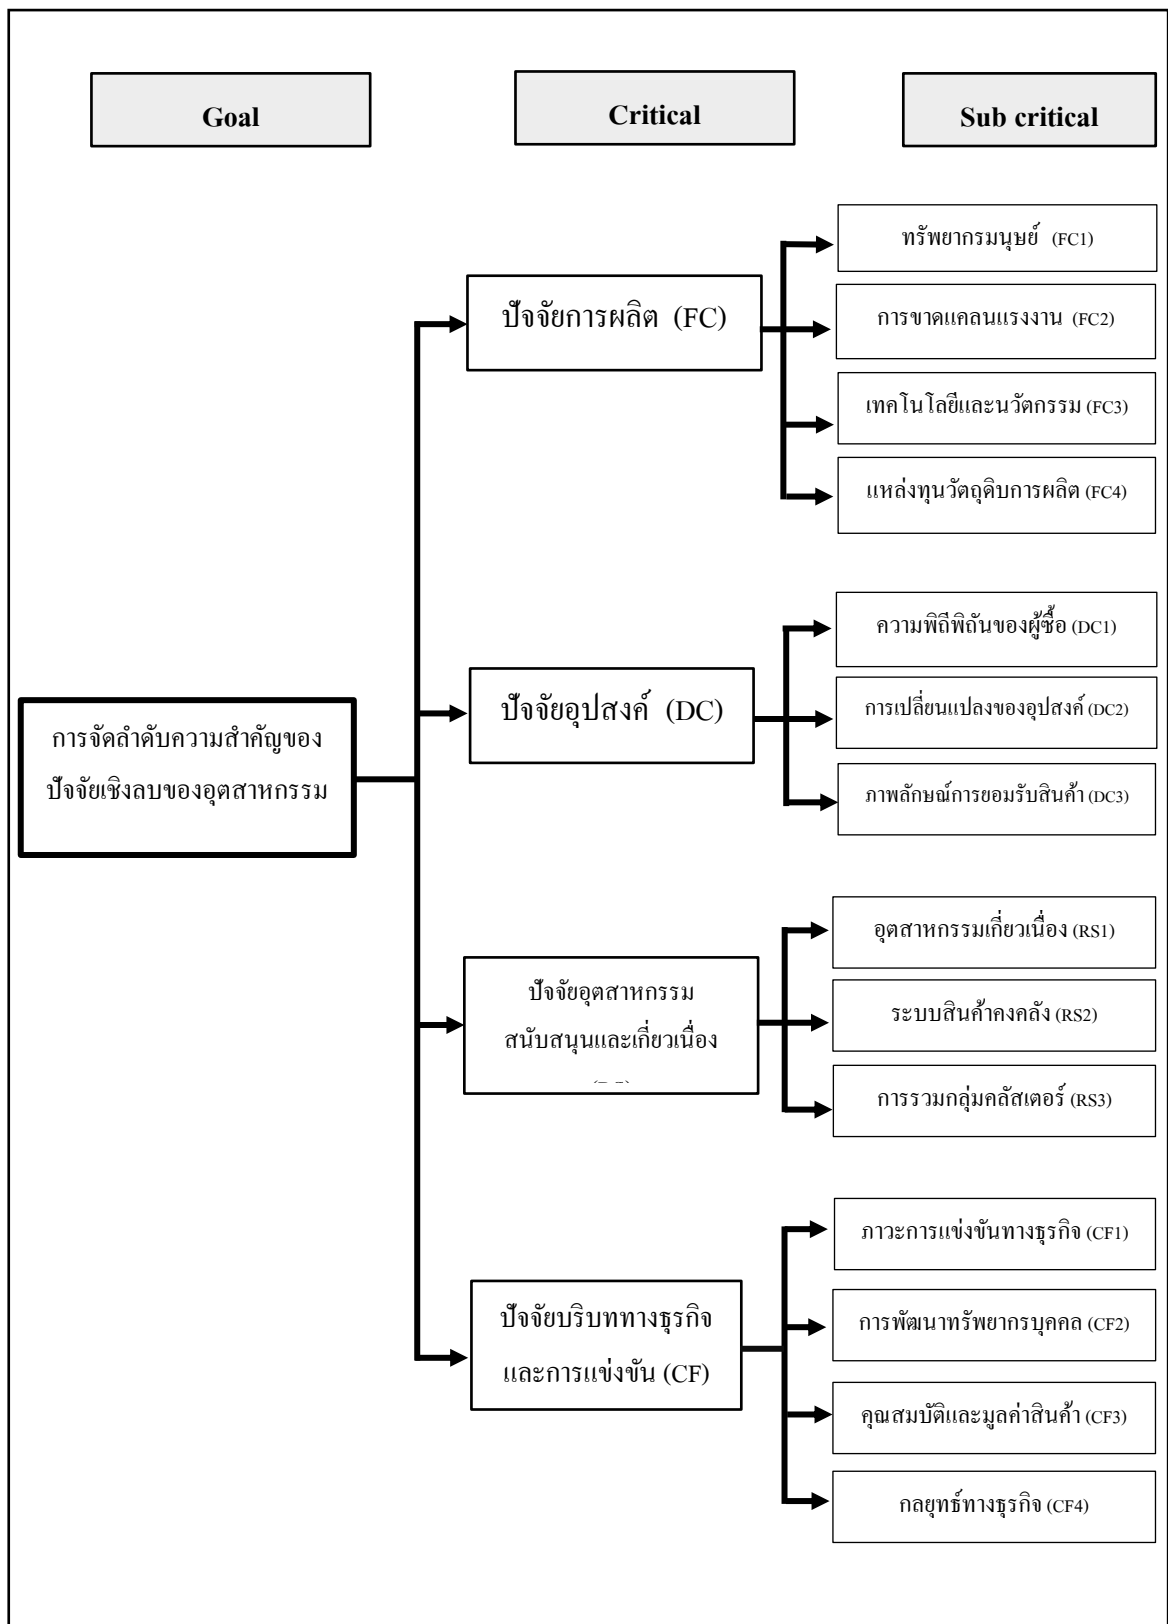 Goal
Critical
Sub critical
การจัดลำดับความสำคัญของ
ปัจจัยเชิงลบของอุตสาหกรรม
ปัจจัยการผลิต (FC)
ทรัพยากรมนุษย์ (FC1)
การขาดแคลนแรงงาน (FC2)
เทคโนโลยีและนวัตกรรม (FC3)
แหล่งทุนวัตถุดิบการผลิต (FC4)
ปัจจัยอุปสงค์ (DC)
ความพิถีพิถันของผู้ซื้อ (DC1)
การเปลี่ยนแปลงของอุปสงค์ (DC2)
ภาพลักษณ์การยอมรับสินค้า (DC3)
ปัจจัยอุตสาหกรรม
สนับสนุนและเกี่ยวเนื่อง
อุตสาหกรรมเกี่ยวเนื่อง (RS1)
ระบบสินค้าคงคลัง (RS2)
การรวมกลุ่มคลัสเตอร์ (RS3)
ปัจจัยบริบททางธุรกิจ
และการแข่งขัน (CF)
ภาวะการแข่งขันทางธุรกิจ (CF1)
การพัฒนาทรัพยากรบุคคล (CF2)
คุณสมบัติและมูลค่าสินค้า (CF3)
กลยุทธ์ทางธุรกิจ (CF4)